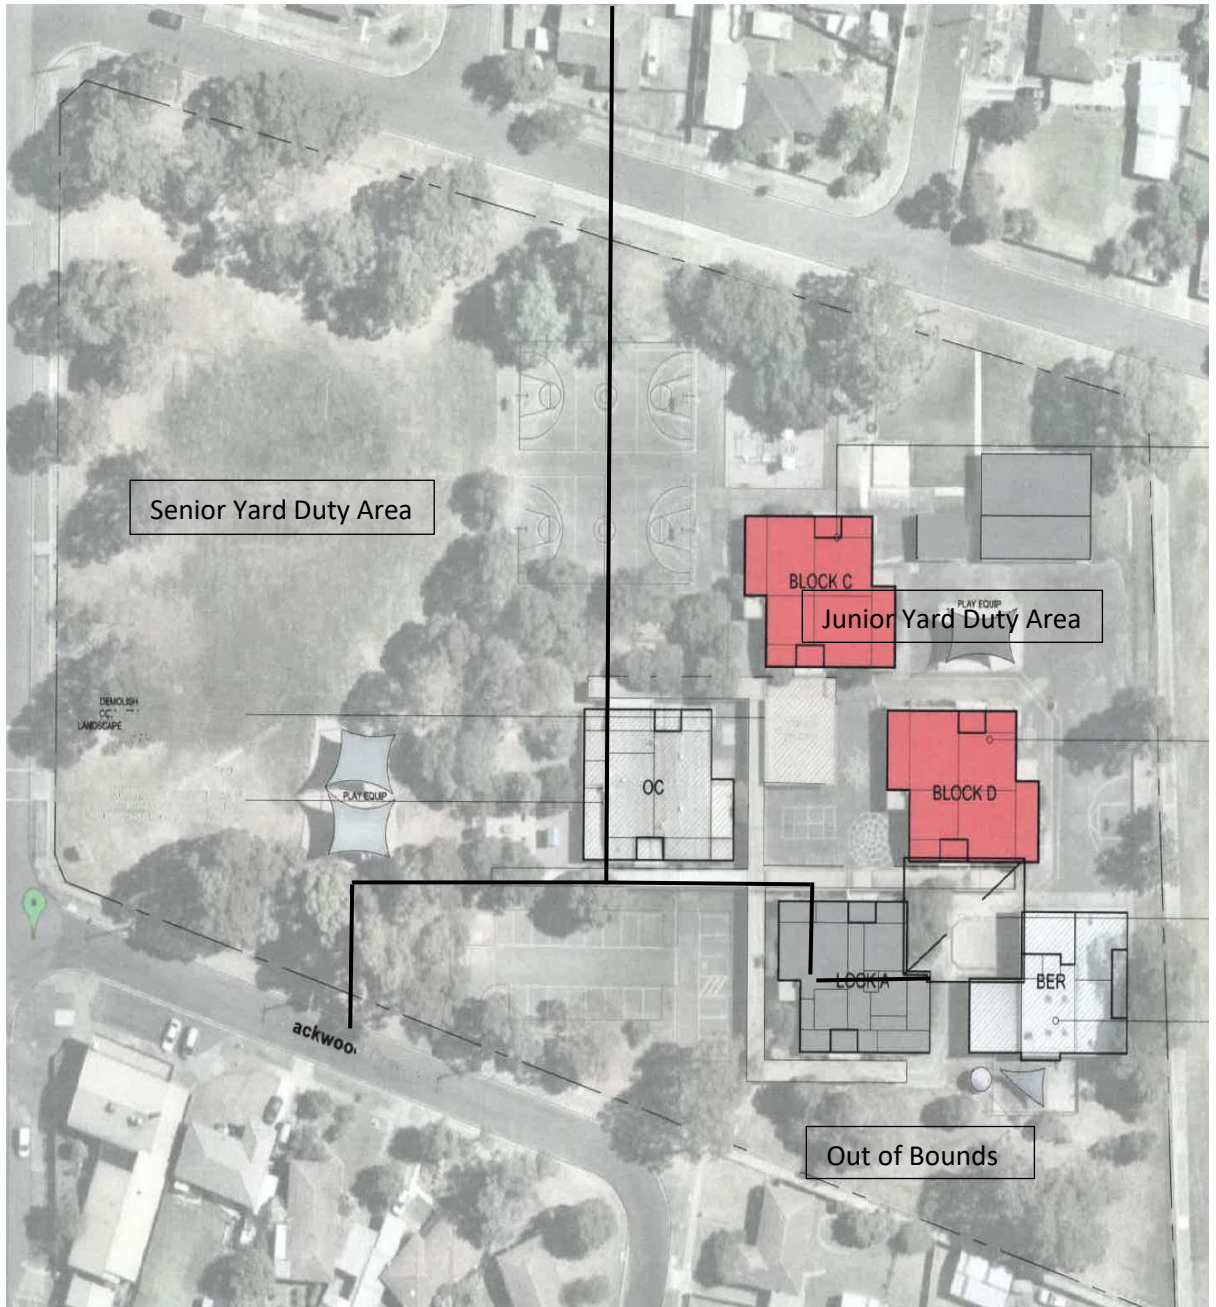 Senior Yard Duty Area
BLOCK C
PLAY EQUIP
Junior Yard Duty Area
DEMOLISH
LANDSCAPE
PLAY EQUIP
OC
BLOCK D
LOCK A
BER
ackwoo
Out of Bounds